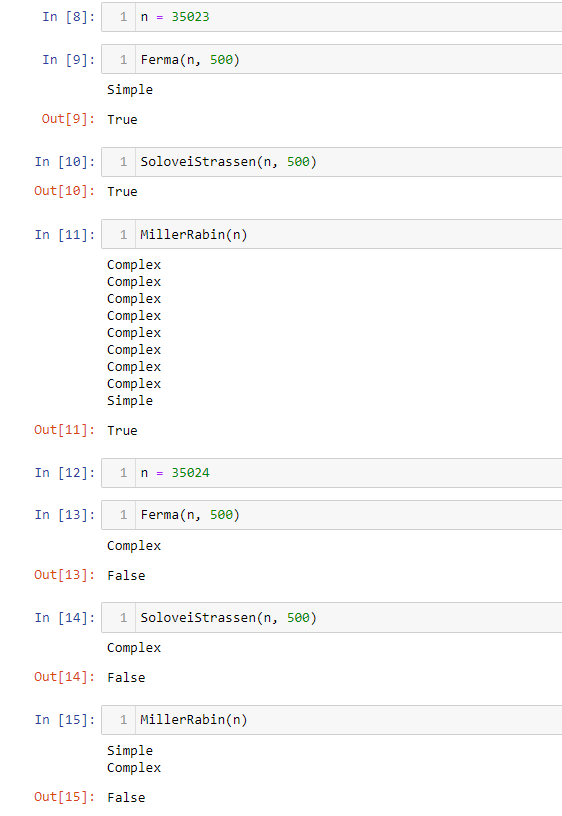 In [8]: 1 n = 35023
In [9]: 1 Ferma(n, 500)
Simple
Out[9]: True
In [10]: 1 SoloveiStrassen(n, 500)
Out[10]: True
In [11]: 1 MillerRabin(n)
Complex
Complex
Complex
Complex
Complex
Complex
Complex
Complex
Simple
Out[11]: True
In [12]: 1 n = 35024
In [13]: 1 Ferma(n, 500)
Complex
Out[13]: False
In [14]: 1 SoloveiStrassen(n, 500)
Complex
Out[14]: False
In [15]: 1 MillerRabin(n)
Simple
Complex
Out[15]: False